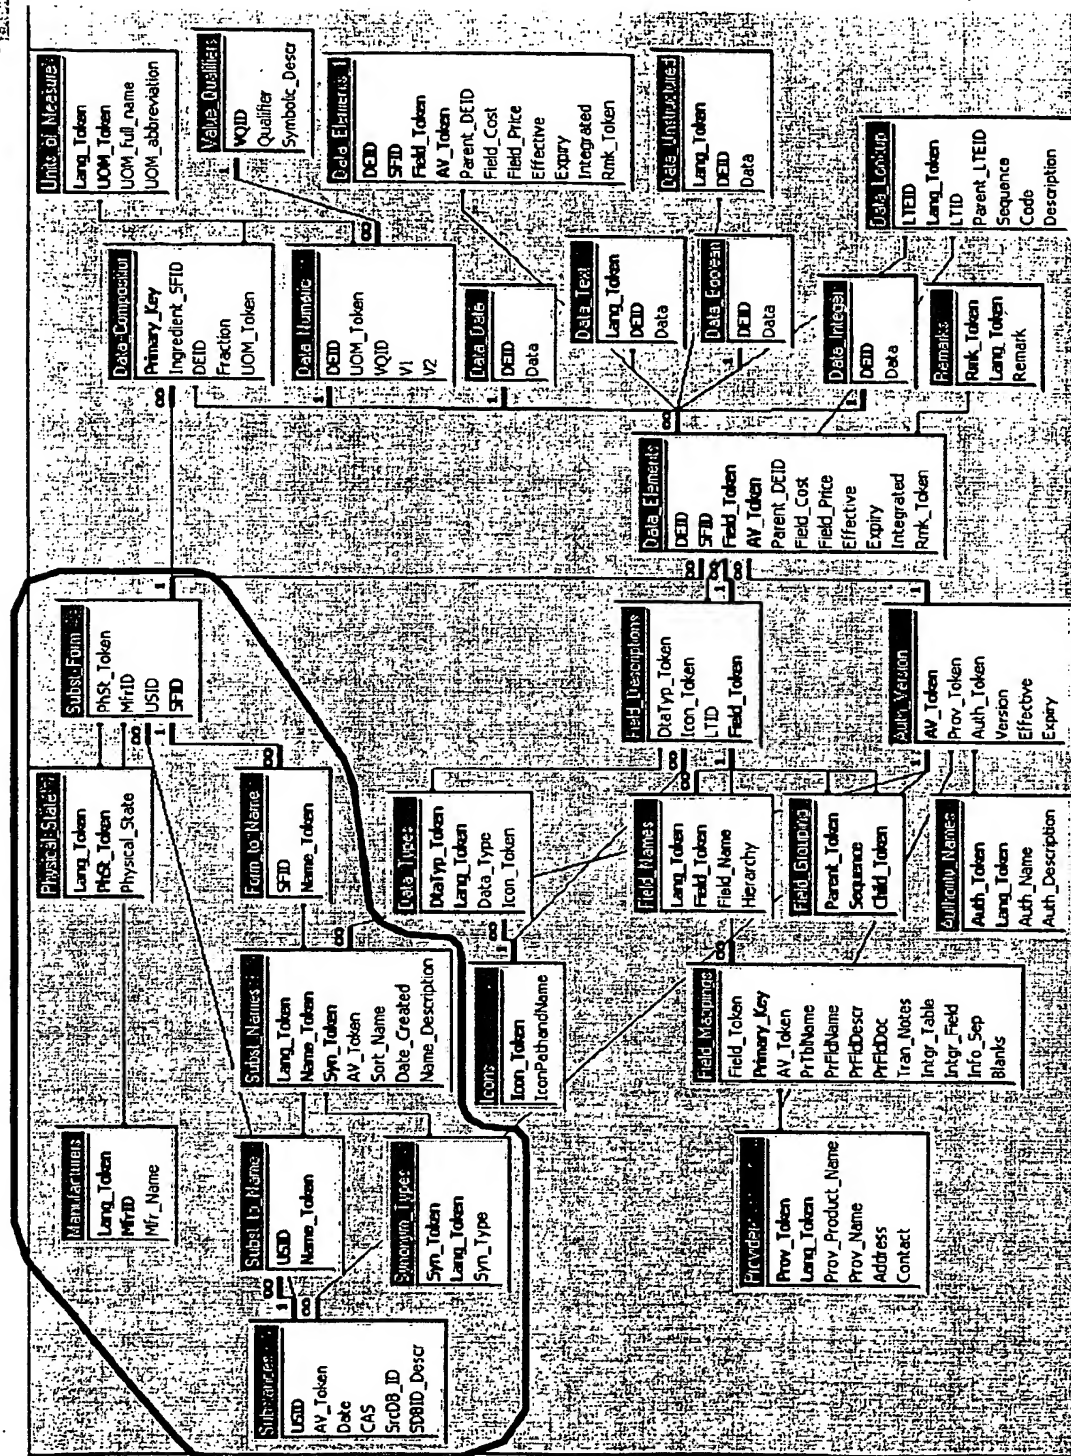 Substances
USID
AV_Token
Date
CAS
SrcDB_ID
SDBID_Descr
Subst_to_Name
USID
Name_Token
Manufacturers
Lang_Token
MfrID
Mfr_Name
Synonym_Types
Syn_Token
Lang_Token
Syn_Type
Subst_Names
Lang_Token
Name_Token
Syn_Token
AV_Token
Sort_Name
Date_Created
Name_Description
Physical_State
Lang_Token
PhSt_Token
Physical_State
Form_to_Name
SFID
Name_Token
Subst-Form
PhSt_Token
MfrID
USID
SFID
Data_Composition
Primary_Key
Ingredient_SFID
DEID
Fraction
UOM_Token
Units_of_Measure
Lang_Token
UOM_Token
UOM_full_name
UOM_abbreviation
Value_Qualifiers
VQID
Qualifier
Symbolic_Descr
Data_Numeric
DEID
UOM_Token
VQID
V1
V2
Data_Elements_1
DEID
SFID
Field_Token
AV_Token
Parent_DEID
Field_Cost
Field_Price
Effective
Expiry
Integrated
Rmk_Token
Data_Date
DEID
Data
Data_Text
Lang_Token
DEID
Data
Data_Unstructured
Lang_Token
DEID
Data
Data_Boolean
DEID
Data
Data_Integer
DEID
Data
Data_Lookup
LTEID
Lang_Token
LTID
Parent_LTEID
Sequence
Code
Description
Remarks
Rmk_Token
Lang_Token
Remark
Data_Elements
DEID
SFID
Field_Token
AV_Token
Parent_DEID
Field_Cost
Field_Price
Effective
Expiry
Integrated
Rmk_Token
Data_Types
DtaTyp_Token
Lang_Token
Data_Type
Icon_Token
Icons
Icon_Token
IconPathandName
Field_Descriptions
DtaTyp_Token
Icon_Token
LTID
Field_Token
Field_Names
Lang_Token
Field_Token
Field_Name
Hierarchy
Field_Grouping
Parent_Token
Sequence
Child_Token
Auth_Version
AV_Token
Prov_Token
Auth_Token
Version
Effective
Expiry
Authority_Names
Auth_Token
Lang_Token
Auth_Name
Auth_Description
Field_Mappings
Field_Token
Primary_Key
AV_Token
PrTblName
PrFldName
PrFldDescr
PrFldDoc
Tran_Notes
Intgr_Table
Intgr_Field
Info_Sep
Blanks
Provider
Prov_Token
Lang_Token
Prov_Product_Name
Prov_Name
Address
Contact